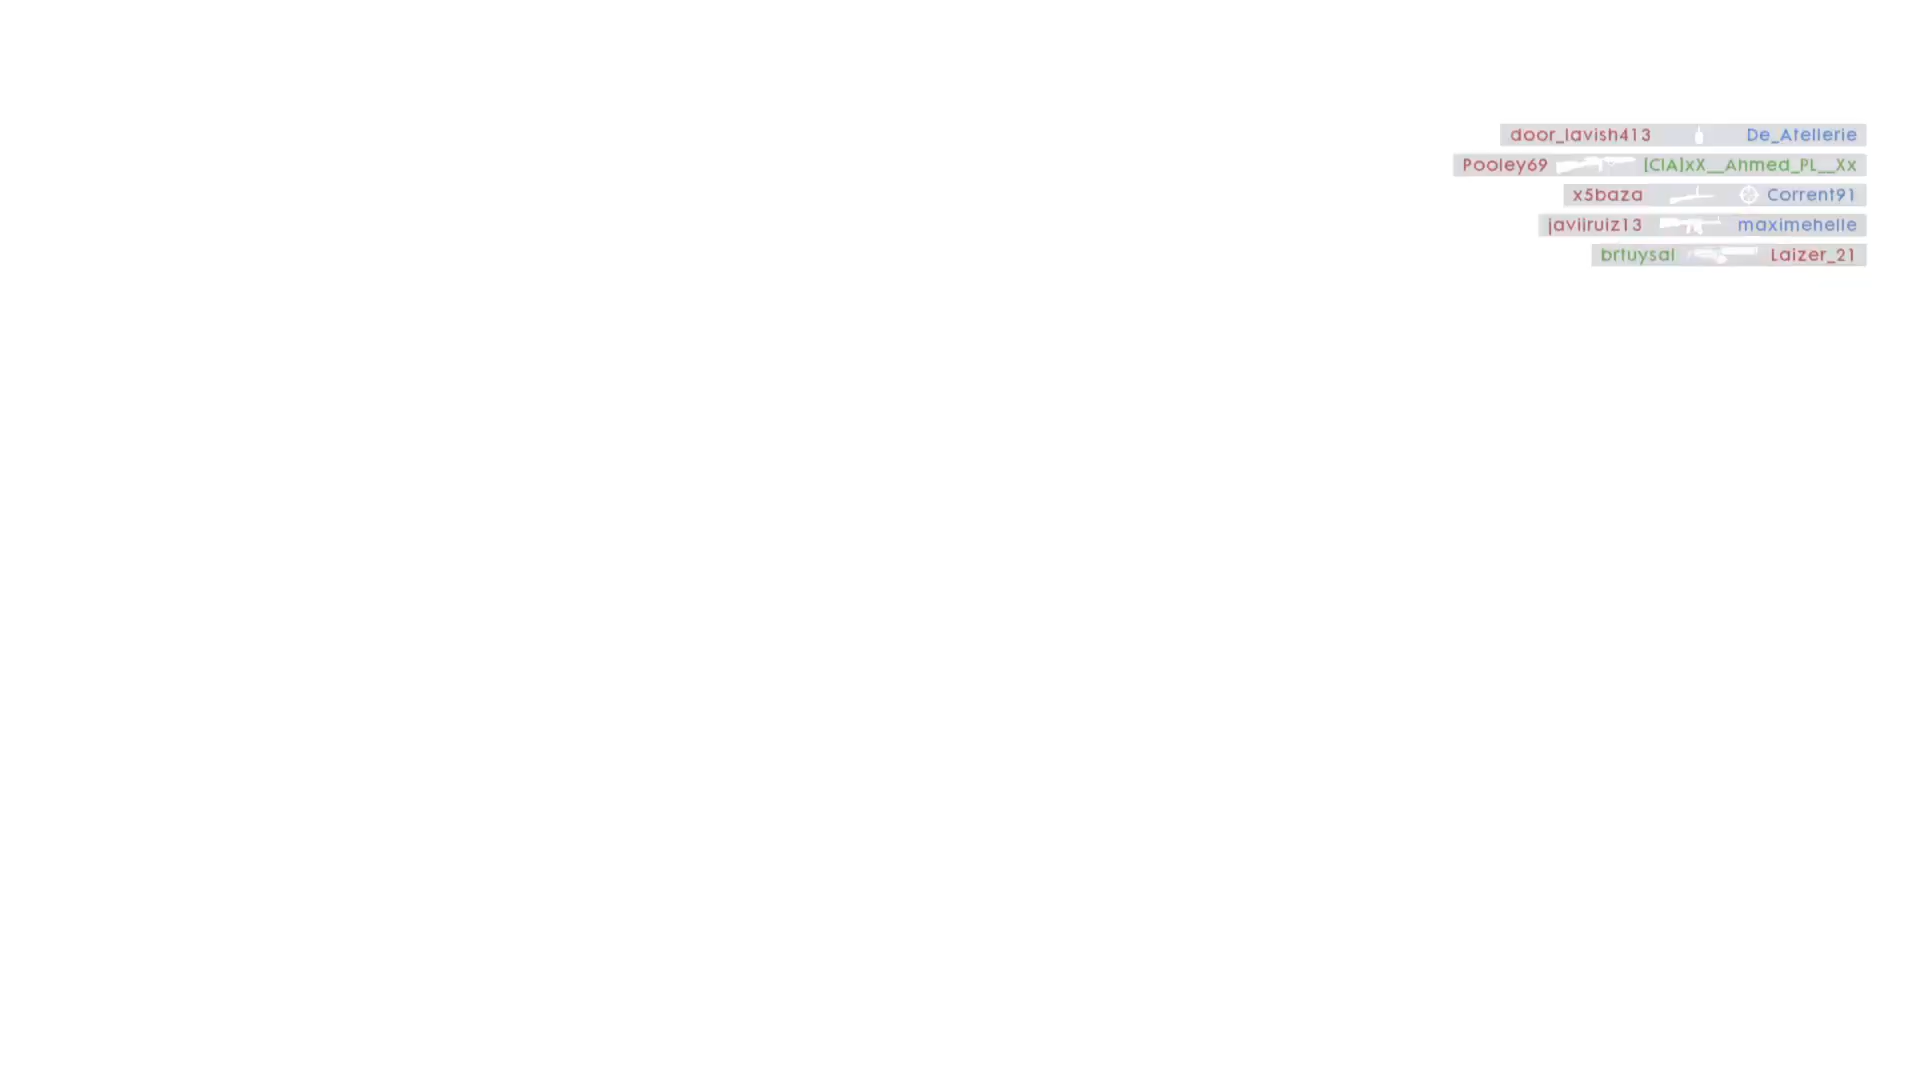 door_lavish413 De_Atellerie
Pooley69 [CIA]xX__Ahmed_PL__Xx
x5baza Corrent91
javiiruiz13 maximehelle
brtuysal Laizer_21